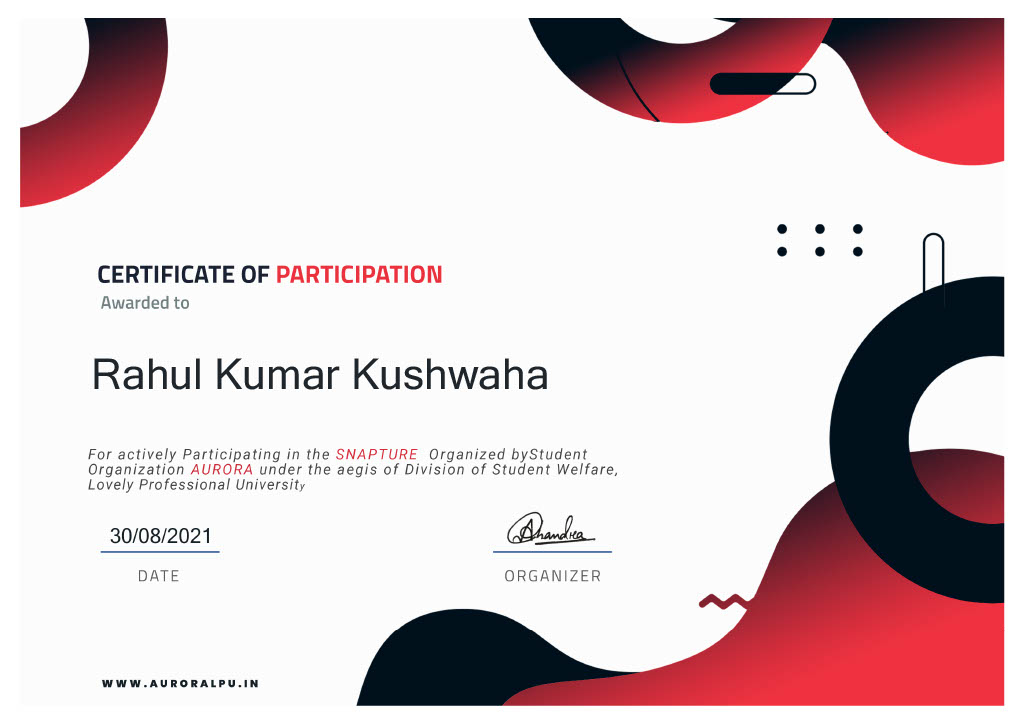 CERTIFICATE OF PARTICIPATION
Awarded to
Rahul Kumar Kushwaha
For actively Participating in the SNAPTURE Organized byStudent
Organization AURORA under the aegis of Division of Student Welfare,
Lovely Professional University
30/08/2021
DATE
ORGANIZER
WWW.AURORALPU.IN